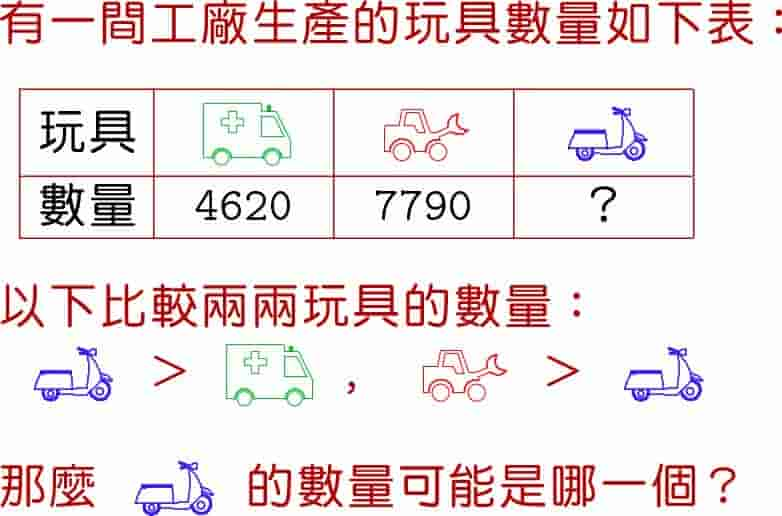 有一間工廠生產的玩具數量如下表：
玩具
數量 4620 7790 ？
以下比較兩兩玩具的數量：
> ， >
那麼 的數量可能是哪一個？